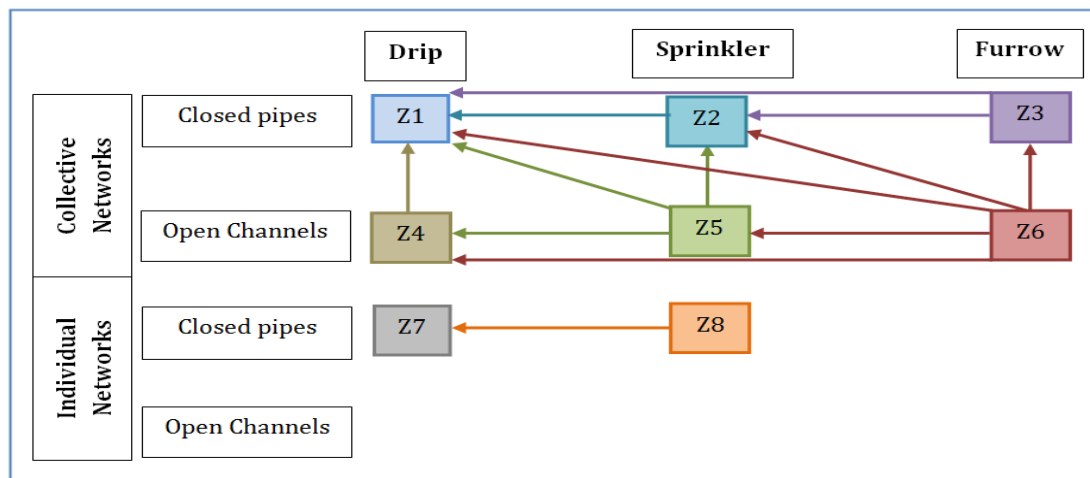 Drip
Sprinkler
Furrow
Collective
Networks
Closed pipes
Z1
Z2
Z3
Open Channels
Z4
Z5
Z6
Individual
Networks
Closed pipes
Z7
Z8
Open Channels